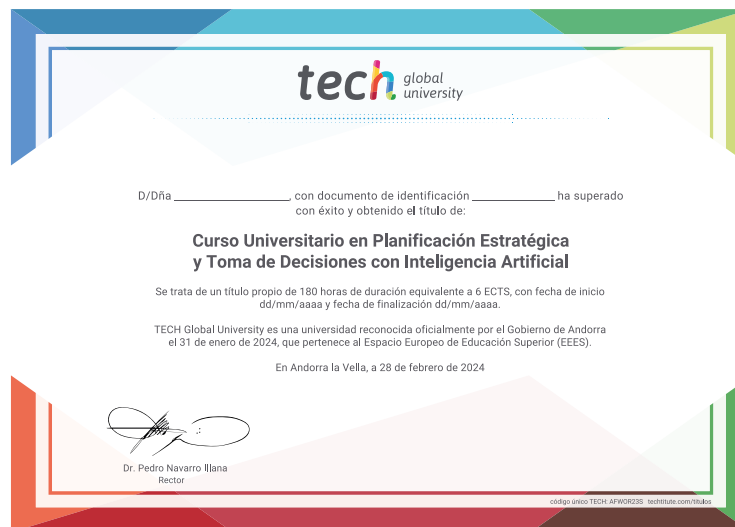 tech global university
D/Dña ________________, con documento de identificación ____________ ha superado
con éxito y obtenido el título de:
Curso Universitario en Planificación Estratégica
y Toma de Decisiones con Inteligencia Artificial
Se trata de un título propio de 180 horas de duración equivalente a 6 ECTS, con fecha de inicio
dd/mm/aaaa y fecha de finalización dd/mm/aaaa.
TECH Global University es una universidad reconocida oficialmente por el Gobierno de Andorra
el 31 de enero de 2024, que pertenece al Espacio Europeo de Educación Superior (EEES).
En Andorra la Vella, a 28 de febrero de 2024
Dr. Pedro Navarro Illana
Rector
código único TECH: AFWOR23S techtitute.com/titulos